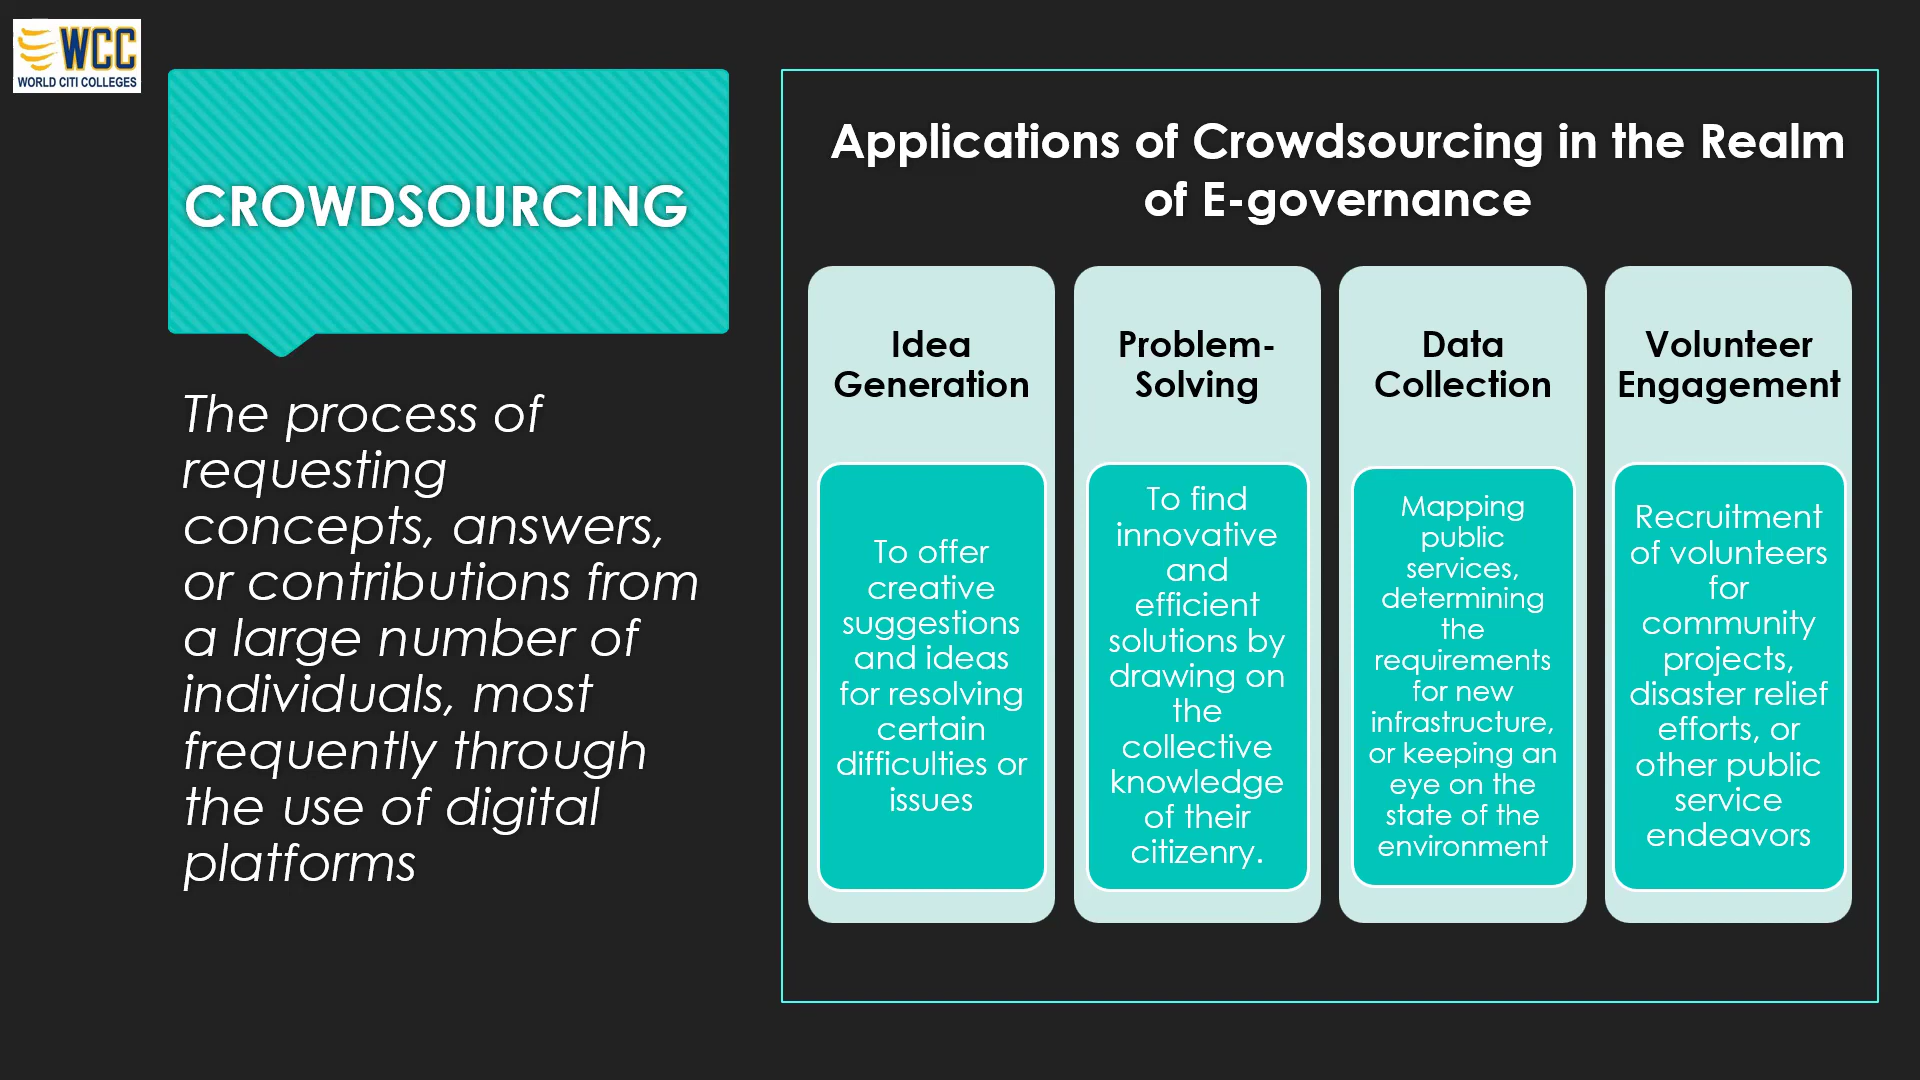 WCC
WORLD CITI COLLEGES
CROWDSOURCING
The process of
requesting
concepts, answers,
or contributions from
a large number of
individuals, most
frequently through
the use of digital
platforms
Applications of Crowdsourcing in the Realm
of E-governance
Idea
Generation
To offer
creative
suggestions
and ideas
for resolving
certain
difficulties or
issues
Problem-
Solving
To find
innovative
and
efficient
solutions by
drawing on
the
collective
knowledge
of their
citizenry.
Data
Collection
Mapping
public
services,
determining
the
requirements
for new
infrastructure,
or keeping an
eye on the
state of the
environment
Volunteer
Engagement
Recruitment
of volunteers
for
community
projects,
disaster relief
efforts, or
other public
service
endeavors